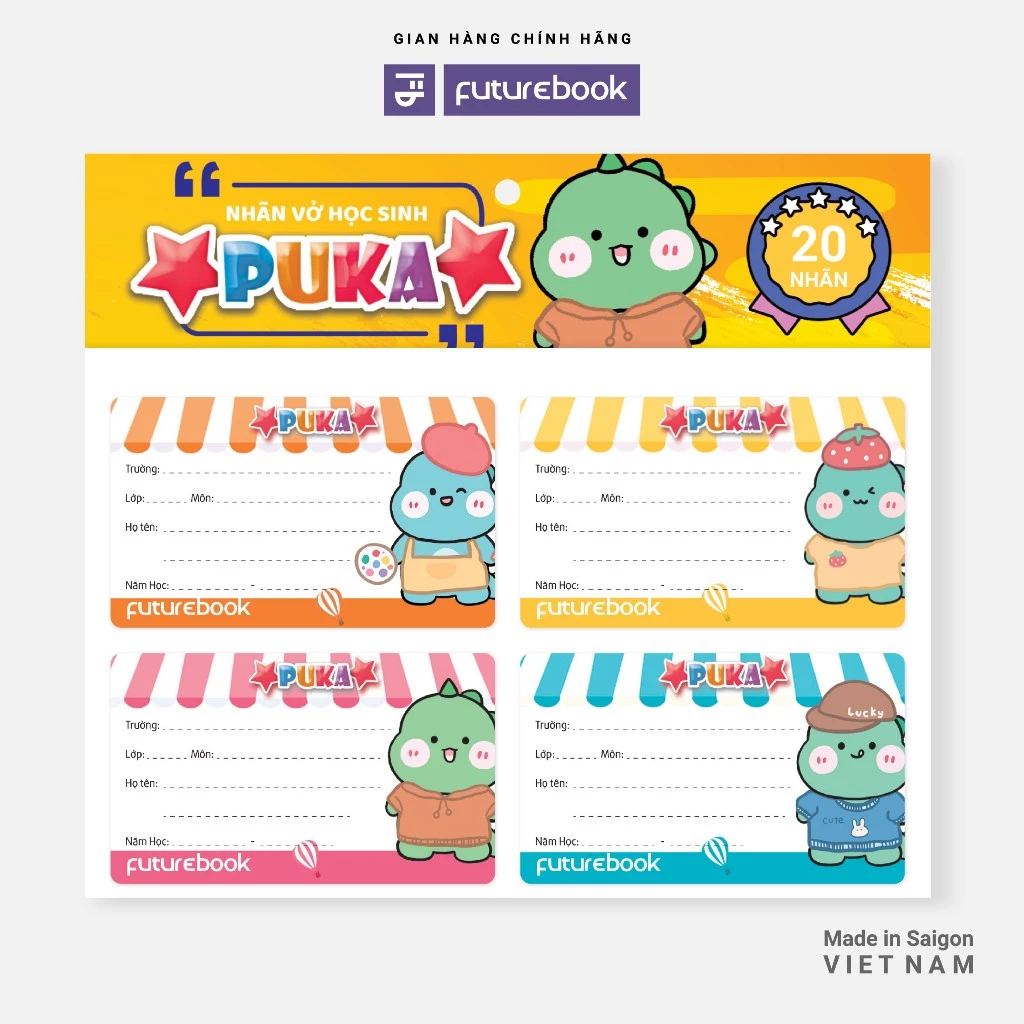 GIAN HÀNG CHÍNH HÃNG
futurebook
NHÃN VỞ HỌC SINH
PUKA
20
NHÃN
PUKA
Trường:
Lớp: Môn:
Họ tên:
Năm Học: -
futurebook
PUKA
Trường:
Lớp: Môn:
Họ tên:
Năm Học: -
futurebook
PUKA
Trường:
Lớp: Môn:
Họ tên:
Năm Học: -
futurebook
PUKA
Lucky
Trường:
Lớp: Môn:
Họ tên:
CUTE
Năm Học: -
futurebook
Made in Saigon
VIET NAM